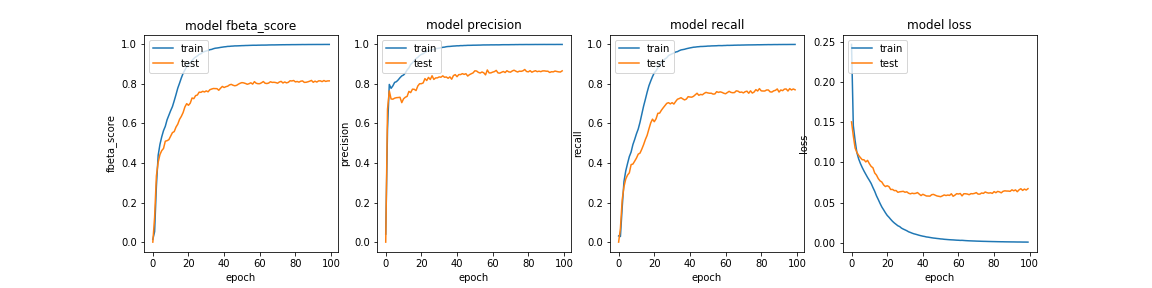 model fbeta_score
train
test
fbeta_score
1.0
0.8
0.6
0.4
0.2
0.0
0
20
40
60
80
100
epoch
model precision
train
test
precision
1.0
0.8
0.6
0.4
0.2
0.0
0
20
40
60
80
100
epoch
model recall
train
test
recall
1.0
0.8
0.6
0.4
0.2
0.0
0
20
40
60
80
100
epoch
model loss
train
test
loss
0.25
0.20
0.15
0.10
0.05
0.00
0
20
40
60
80
100
epoch